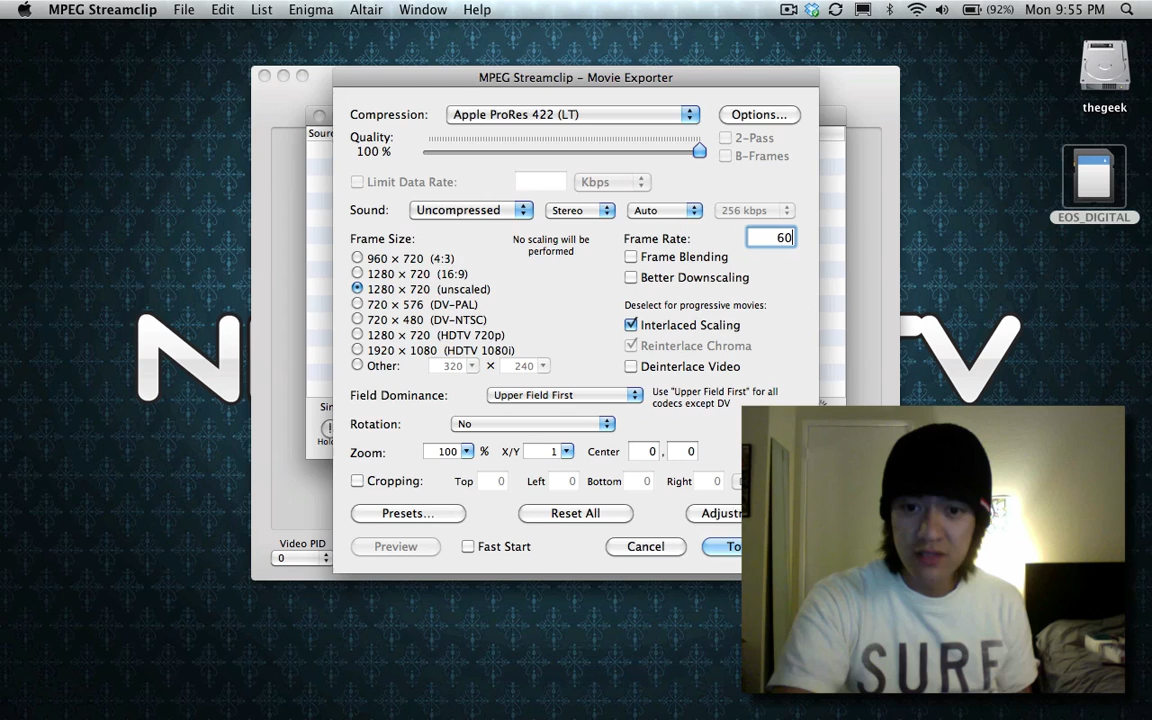 MPEG Streamclip File Edit List Enigma Altair Window Help (92%) Mon 9:55 PM
MPEG Streamclip – Movie Exporter
thegeek
Compression: Apple ProRes 422 (LT) Options...
Quality:
100 %
2-Pass
B-Frames
Sourc
Limit Data Rate: Kbps
EOS_DIGITAL
Sound: Uncompressed Stereo Auto 256 kbps
Frame Size: No scaling will be performed Frame Rate: 60
960 × 720 (4:3) Frame Blending
1280 × 720 (16:9) Better Downscaling
1280 × 720 (unscaled)
720 × 576 (DV-PAL) Deselect for progressive movies:
720 × 480 (DV-NTSC) Interlaced Scaling
1280 × 720 (HDTV 720p) Reinterlace Chroma
1920 × 1080 (HDTV 1080i)
Other: 320 × 240 Deinterlace Video
N TV
Field Dominance: Upper Field First Use "Upper Field First" for all
codecs except DV
Sin
Rotation: No
Hol
Zoom: 100 % X/Y 1 Center 0 , 0
Cropping: Top 0 Left 0 Bottom 0 Right 0
Presets... Reset All Adjustm
Video PID
0
Preview Fast Start Cancel To
SURF